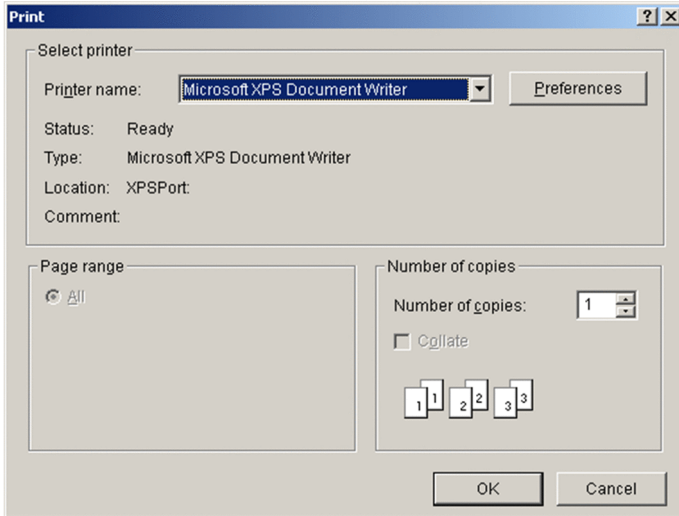 Print
Select printer
Printer name: Microsoft XPS Document Writer Preferences
Status: Ready
Type: Microsoft XPS Document Writer
Location: XPSPort:
Comment:
Page range
All
Number of copies
Number of copies: 1
Collate
1 1 2 2 3 3
OK Cancel